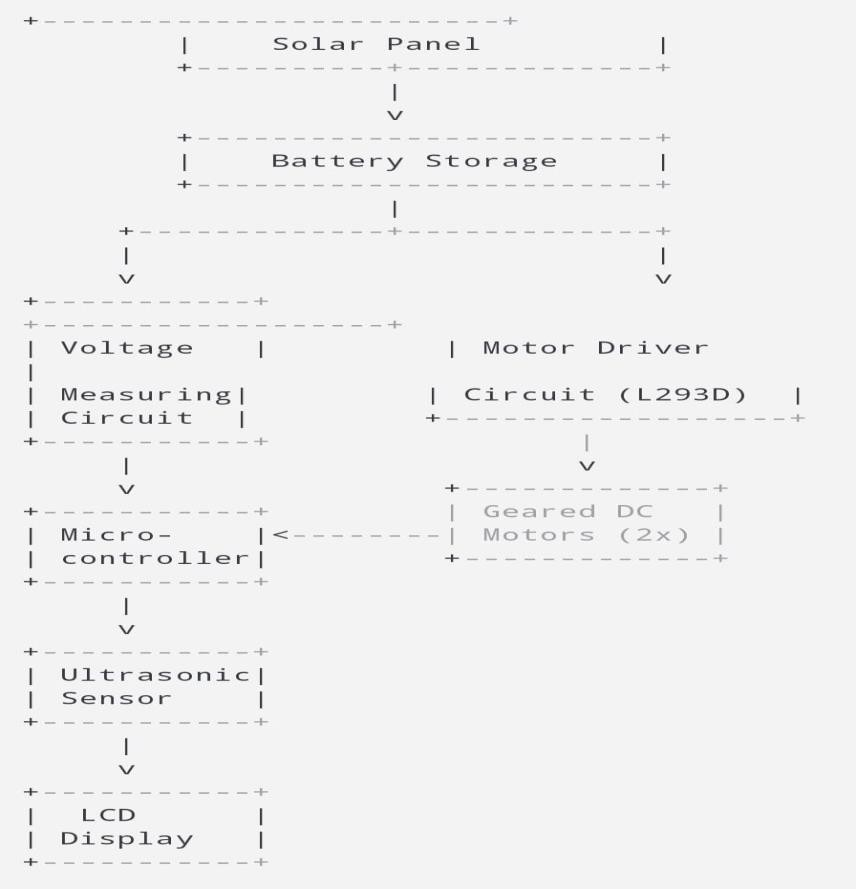 Solar Panel
Battery Storage
Voltage
Measuring
Circuit
Motor Driver
Circuit (L293D)
Geared DC
Motors (2x)
Micro-
controller
Ultrasonic
Sensor
LCD
Display